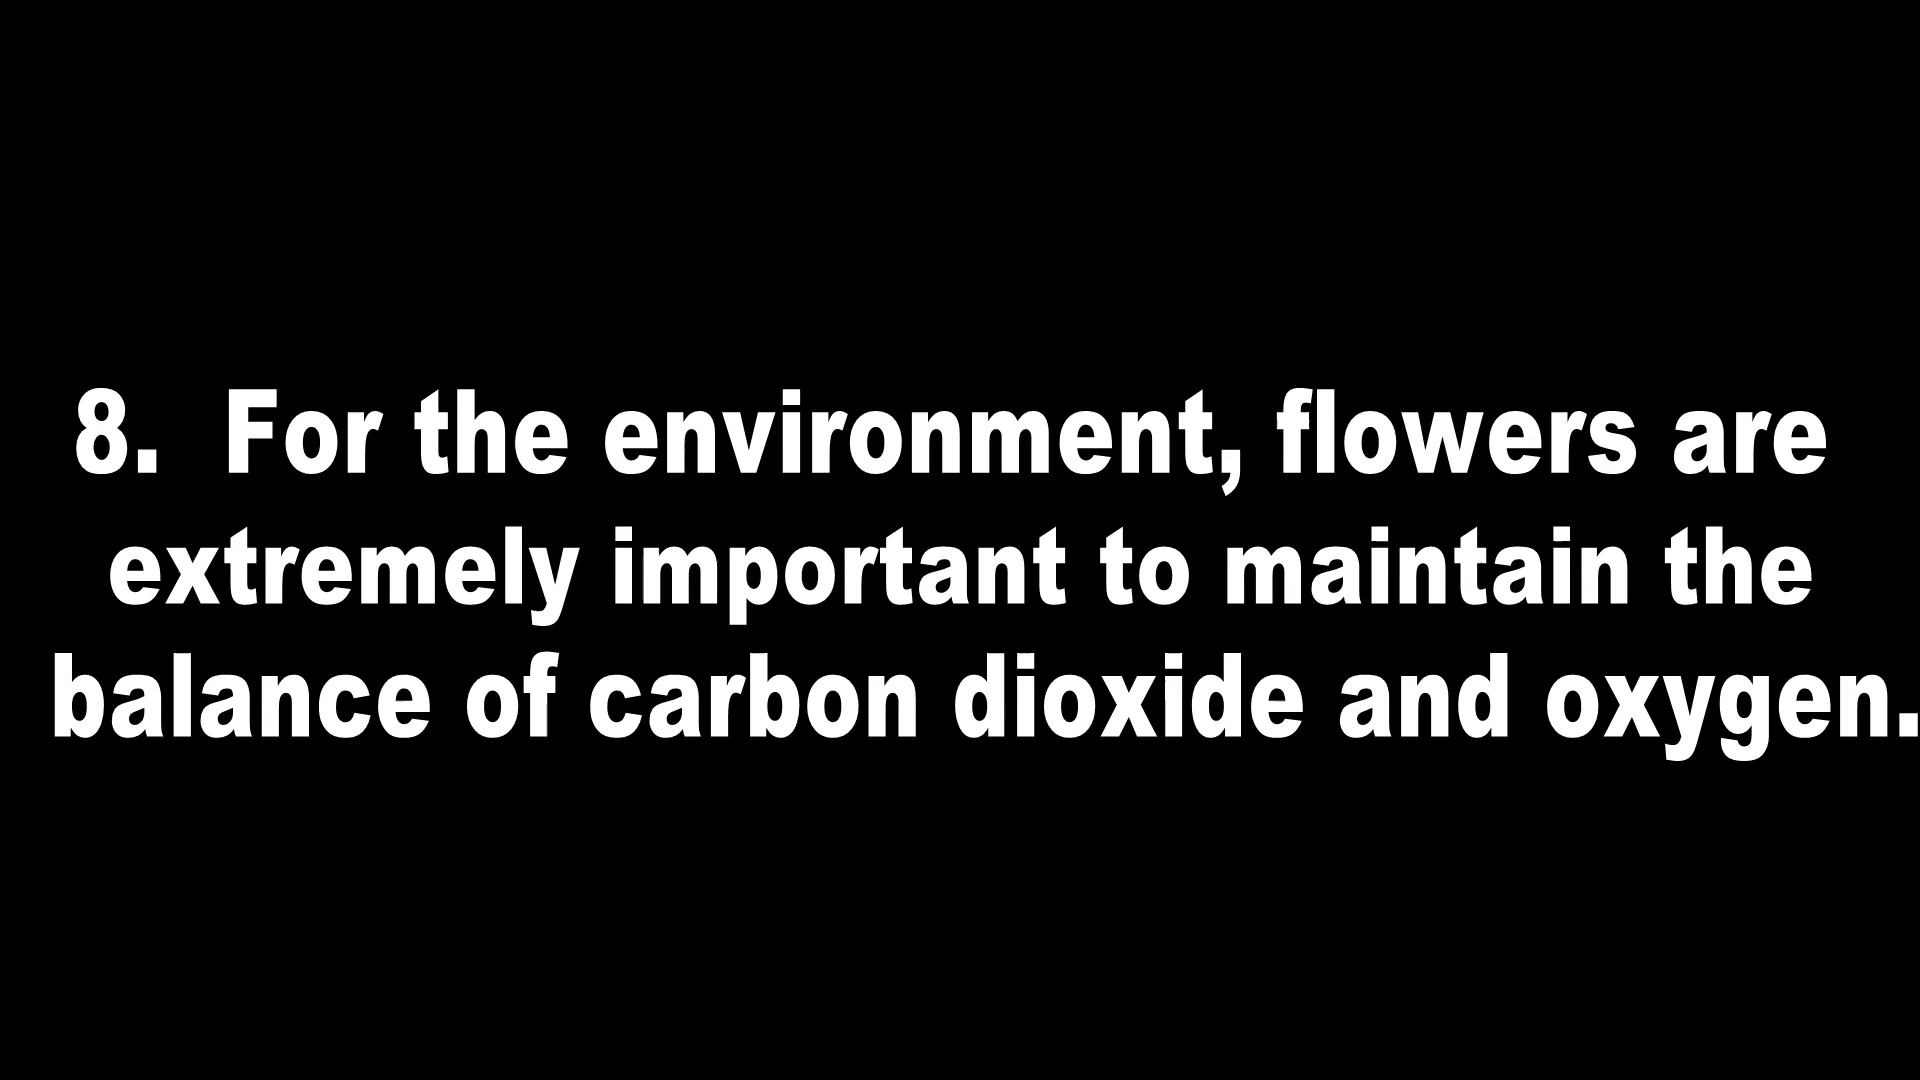 8.  For the environment, flowers are
extremely important to maintain the
balance of carbon dioxide and oxygen.